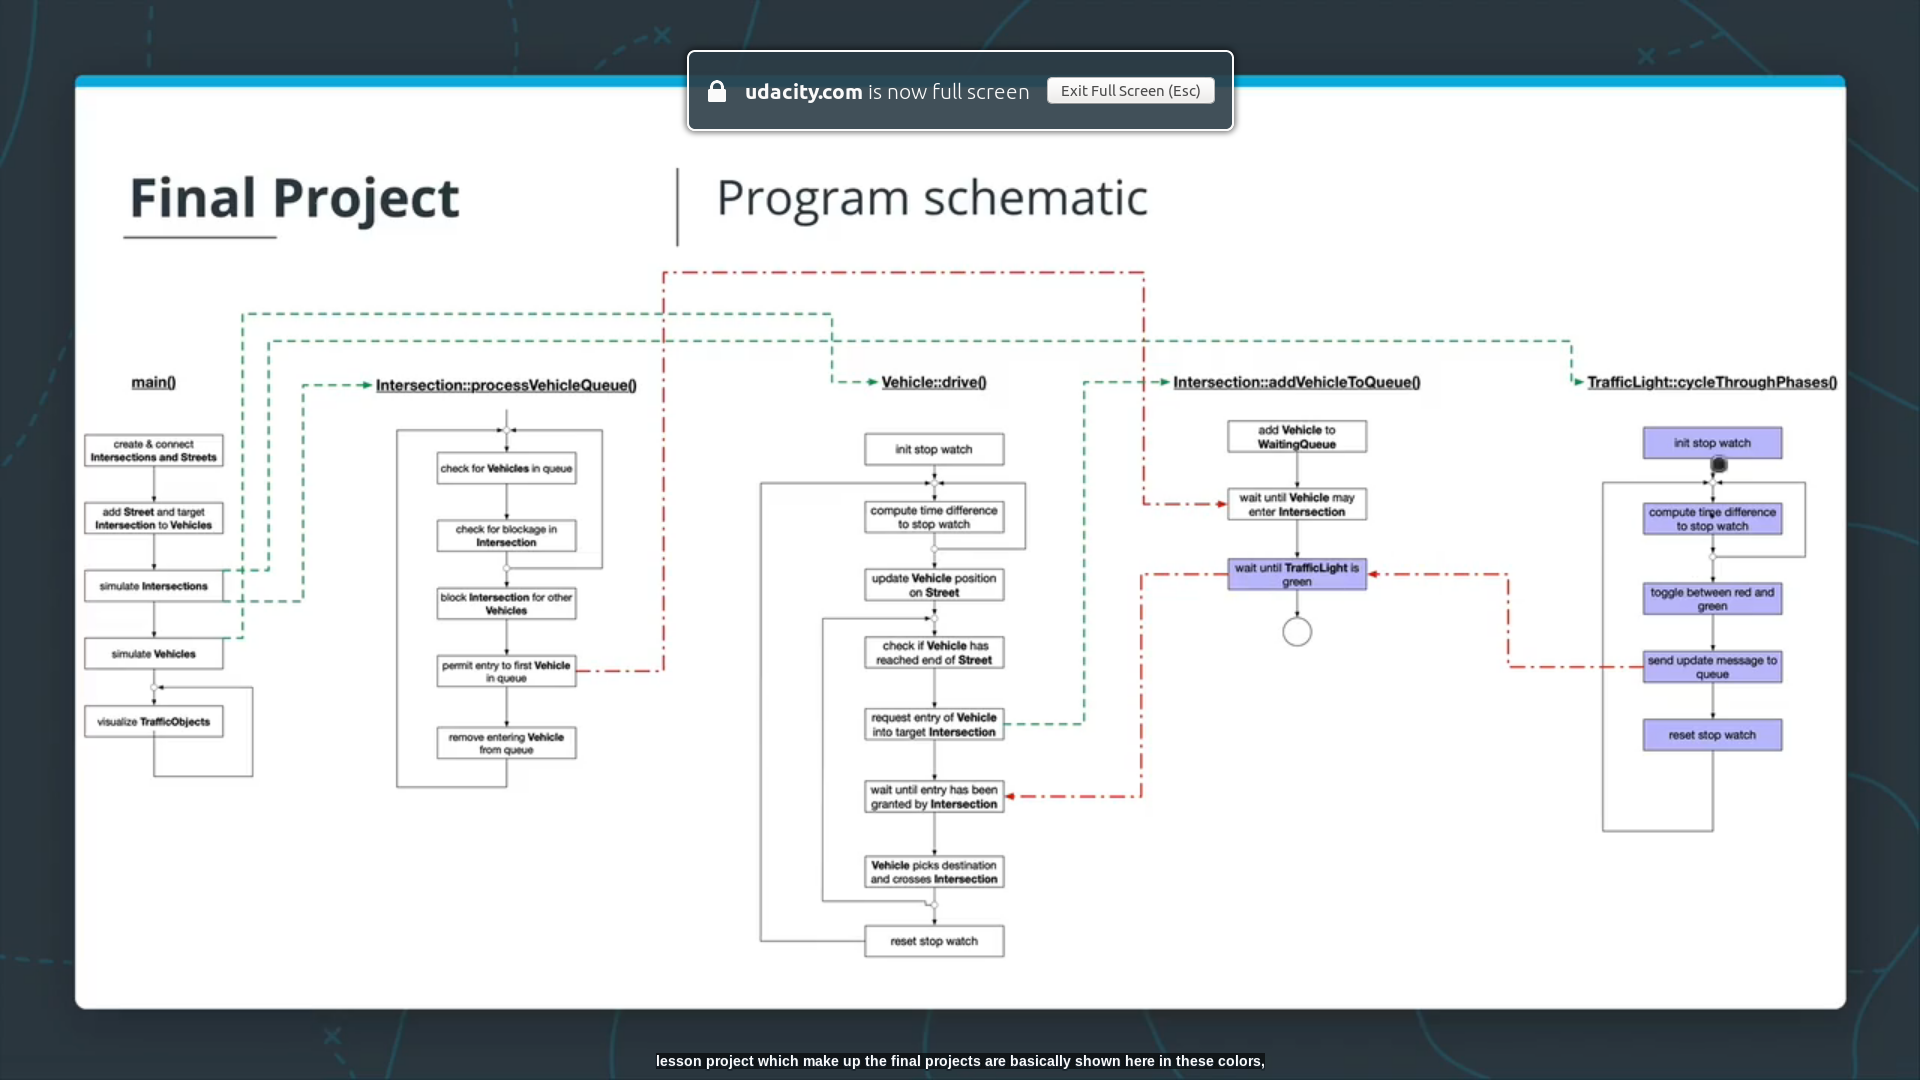 udacity.com is now full screen
Exit Full Screen (Esc)
Final Project
Program schematic
main()
create & connect
Intersections and Streets
add Street and target
Intersection to Vehicles
simulate Intersections
simulate Vehicles
visualize TrafficObjects
Intersection::processVehicleQueue()
check for Vehicles in queue
check for blockage in
Intersection
block Intersection for other
Vehicles
permit entry to first Vehicle
in queue
remove entering Vehicle
from queue
Vehicle::drive()
init stop watch
compute time difference
to stop watch
update Vehicle position
on Street
check if Vehicle has
reached end of Street
request entry of Vehicle
into target Intersection
wait until entry has been
granted by Intersection
Vehicle picks destination
and crosses Intersection
reset stop watch
Intersection::addVehicleToQueue()
add Vehicle to
WaitingQueue
wait until Vehicle may
enter Intersection
wait until TrafficLight is
green
TrafficLight::cycleThroughPhases()
init stop watch
compute time difference
to stop watch
toggle between red and
green
send update message to
queue
reset stop watch
lesson project which make up the final projects are basically shown here in these colors,